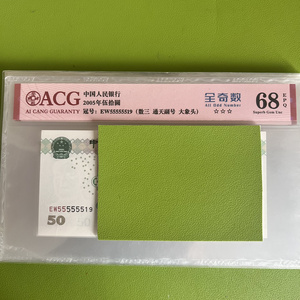 ACG
AI CANG GUARANTY
中国人民银行
2005年伍拾圆
冠号：EW55555519（数三 通天刷号 大象头）
全奇数
All Odd Number
68
EPQ
Superb Gem Unc
EW55555519
50